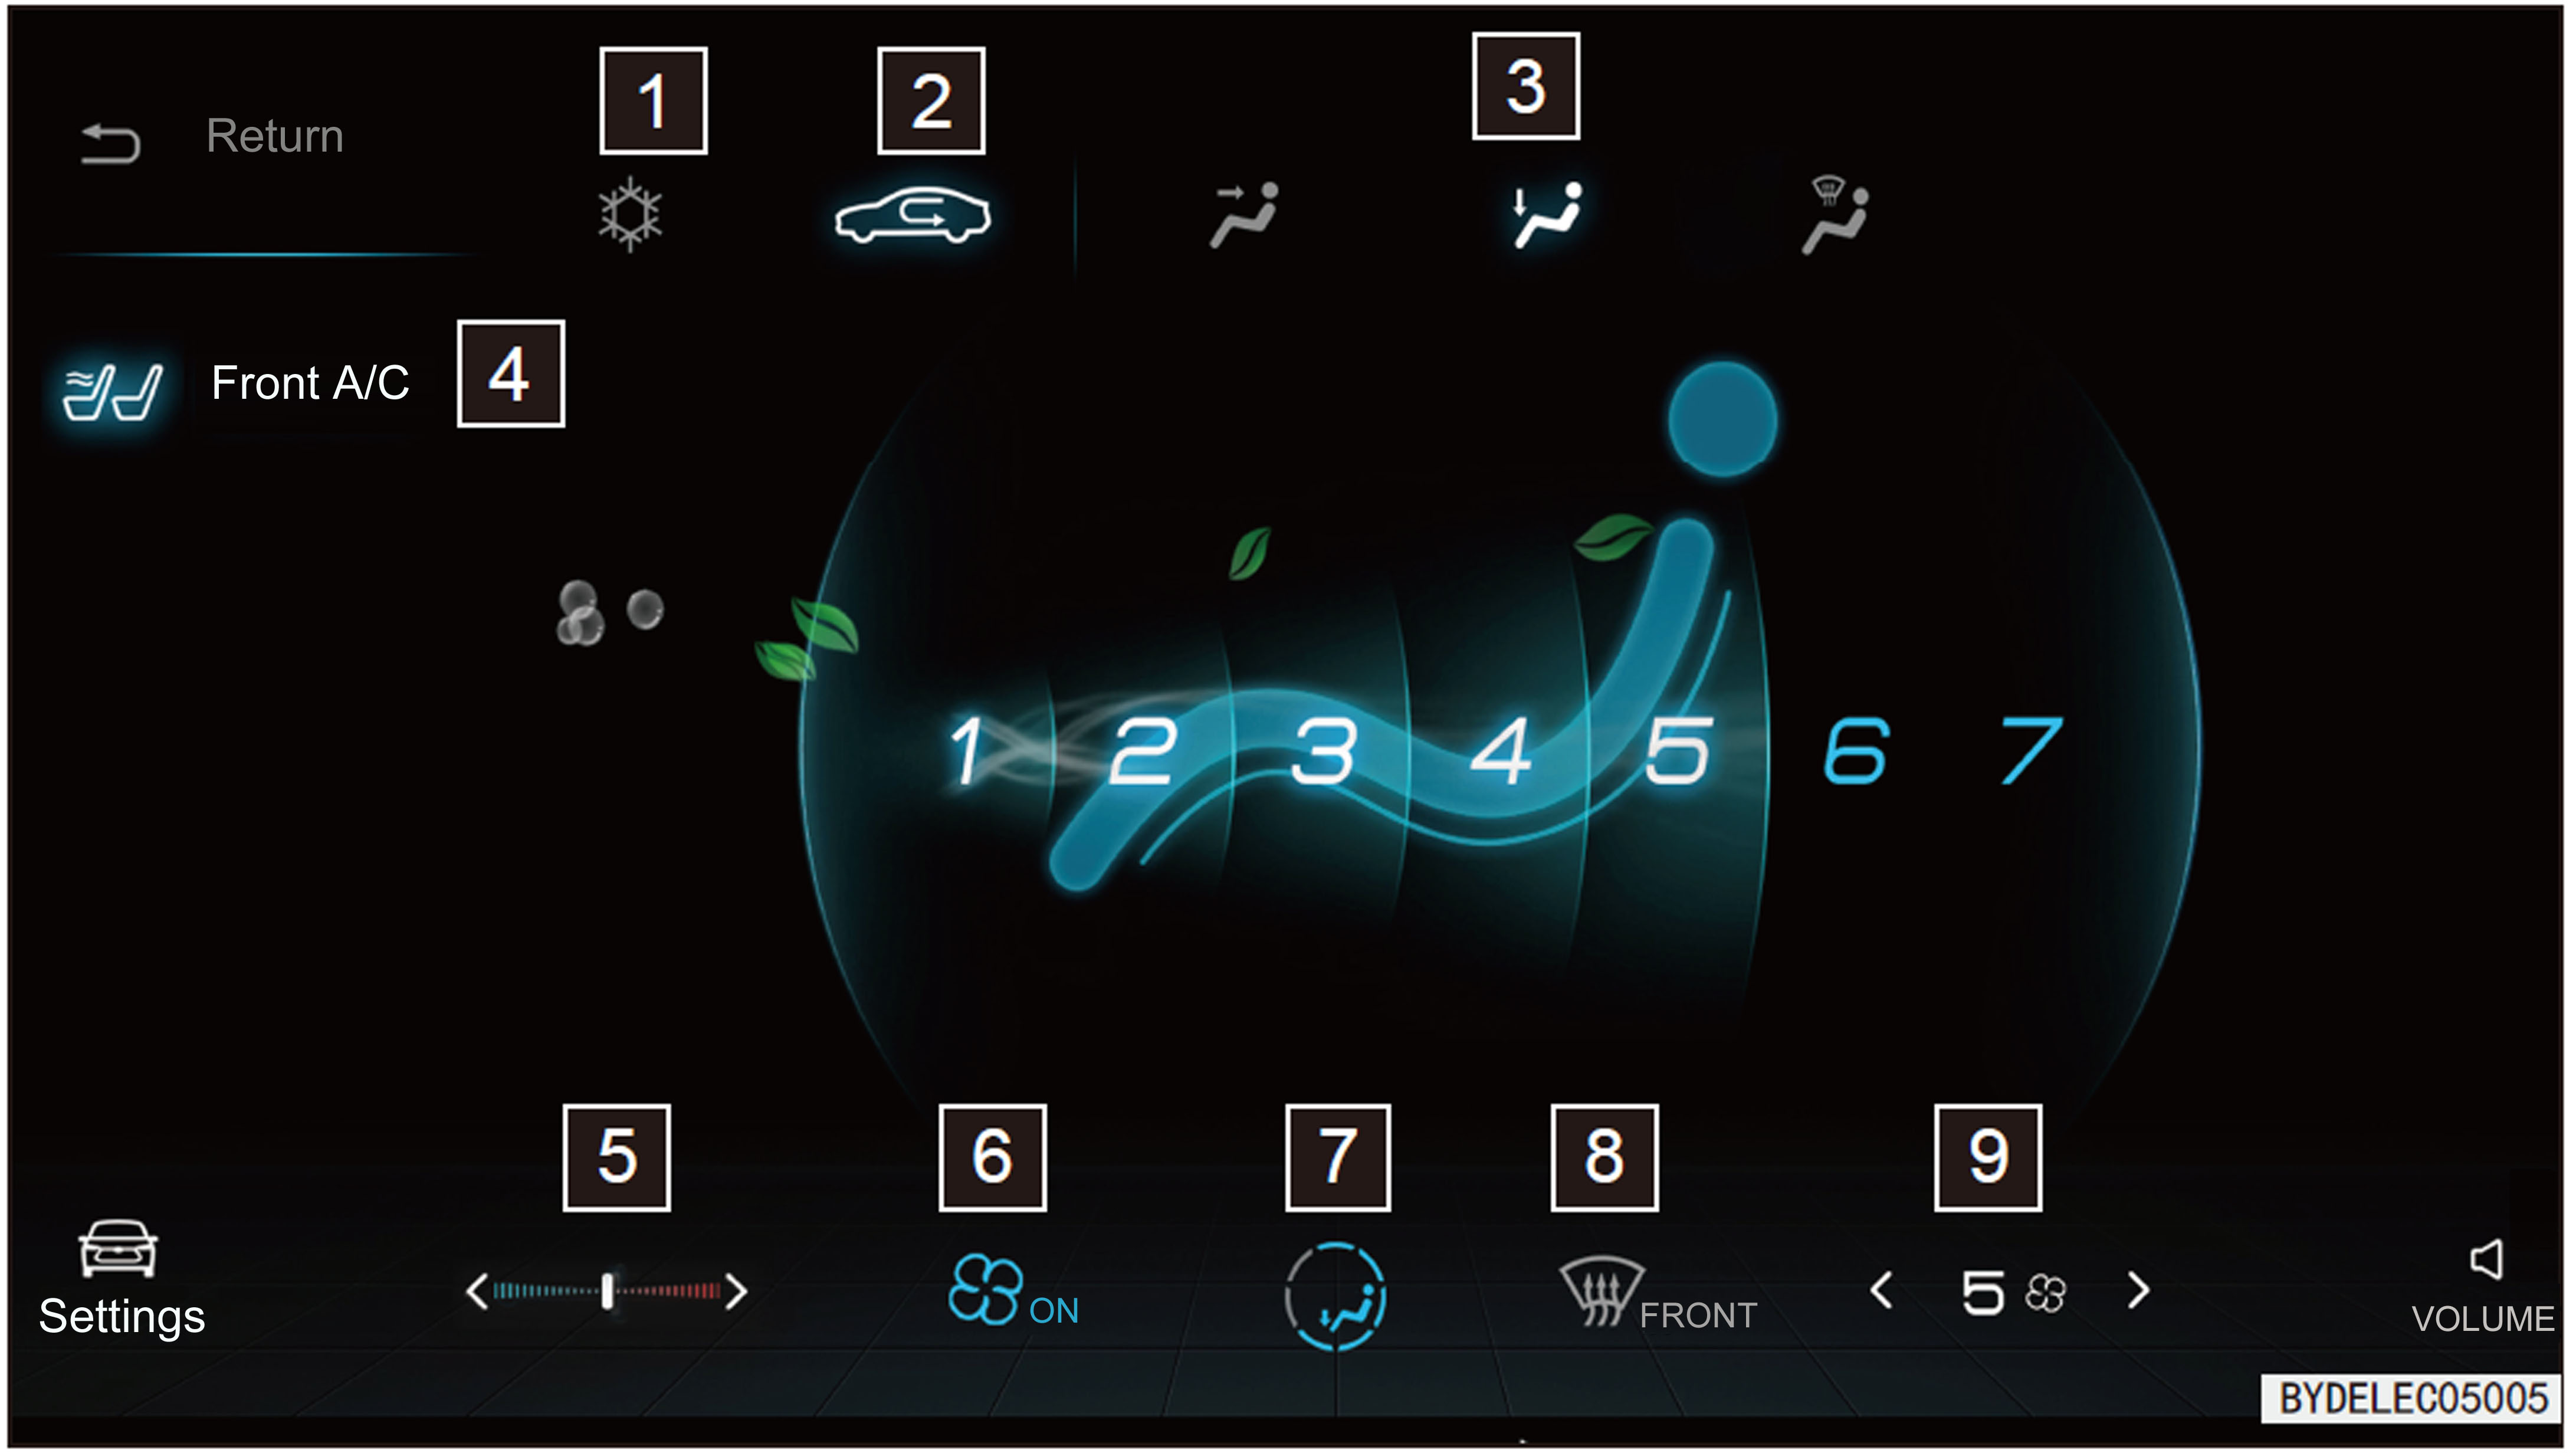 1 2 3
Return
Front A/C 4
1 2 3 4 5 6 7
5 6 7 8 9
ON
FRONT
5
Settings
VOLUME
BYDELEC05005